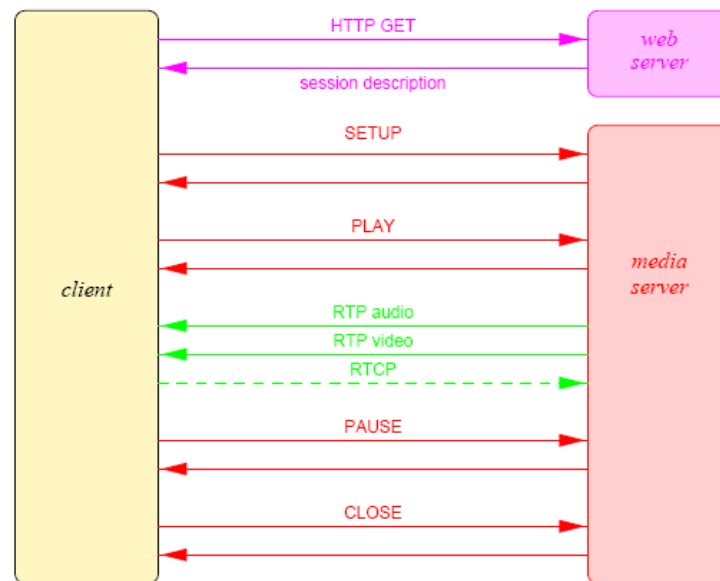 HTTP GET
web
server
session description
SETUP
PLAY
media
server
client
RTP audio
RTP video
RTCP
PAUSE
CLOSE